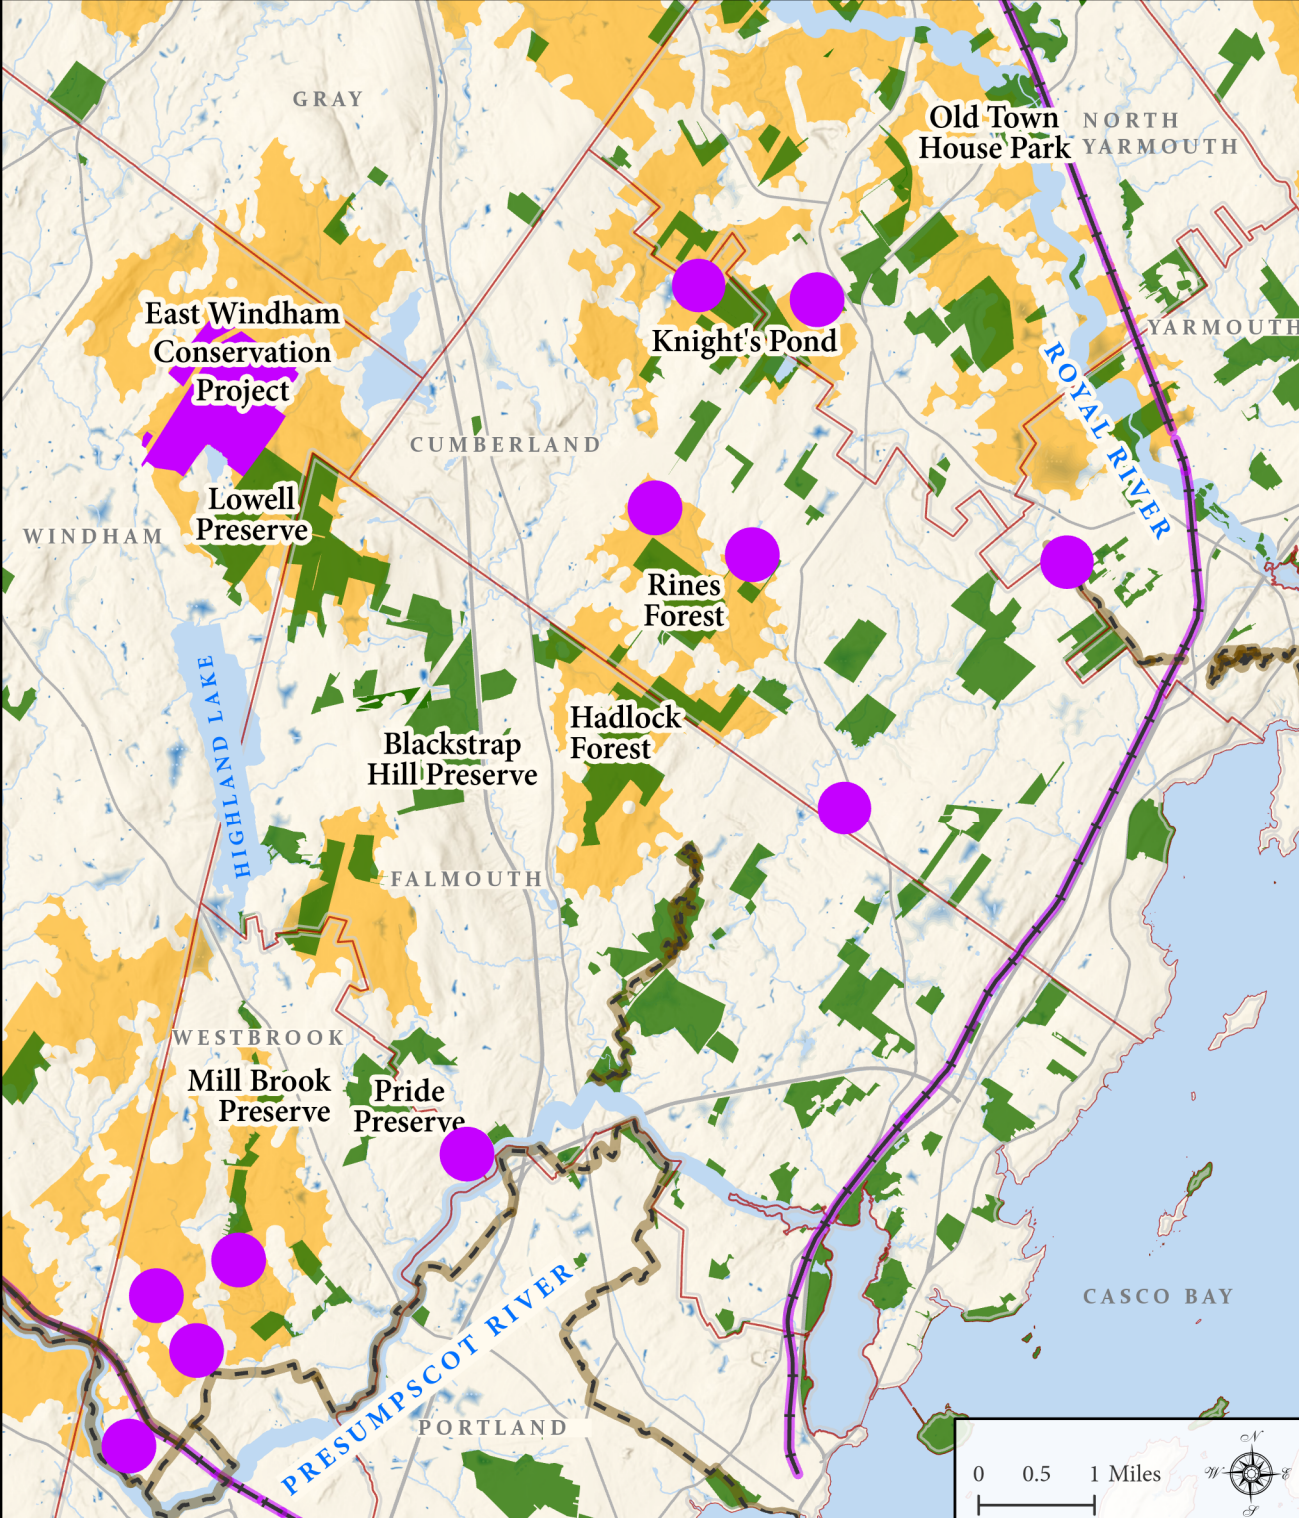 GRAY
Old Town
House Park
NORTH
YARMOUTH
East Windham
Conservation
Project
Knight's Pond
YARMOUTH
ROYAL RIVER
CUMBERLAND
Lowell
Preserve
WINDHAM
Rines
Forest
HIGHLAND LAKE
Hadlock
Forest
Blackstrap
Hill Preserve
FALMOUTH
WESTBROOK
Mill Brook
Preserve
Pride
Preserve
PRESUMPSCOT RIVER
CASCO BAY
PORTLAND
N
W E
S
0 0.5 1 Miles